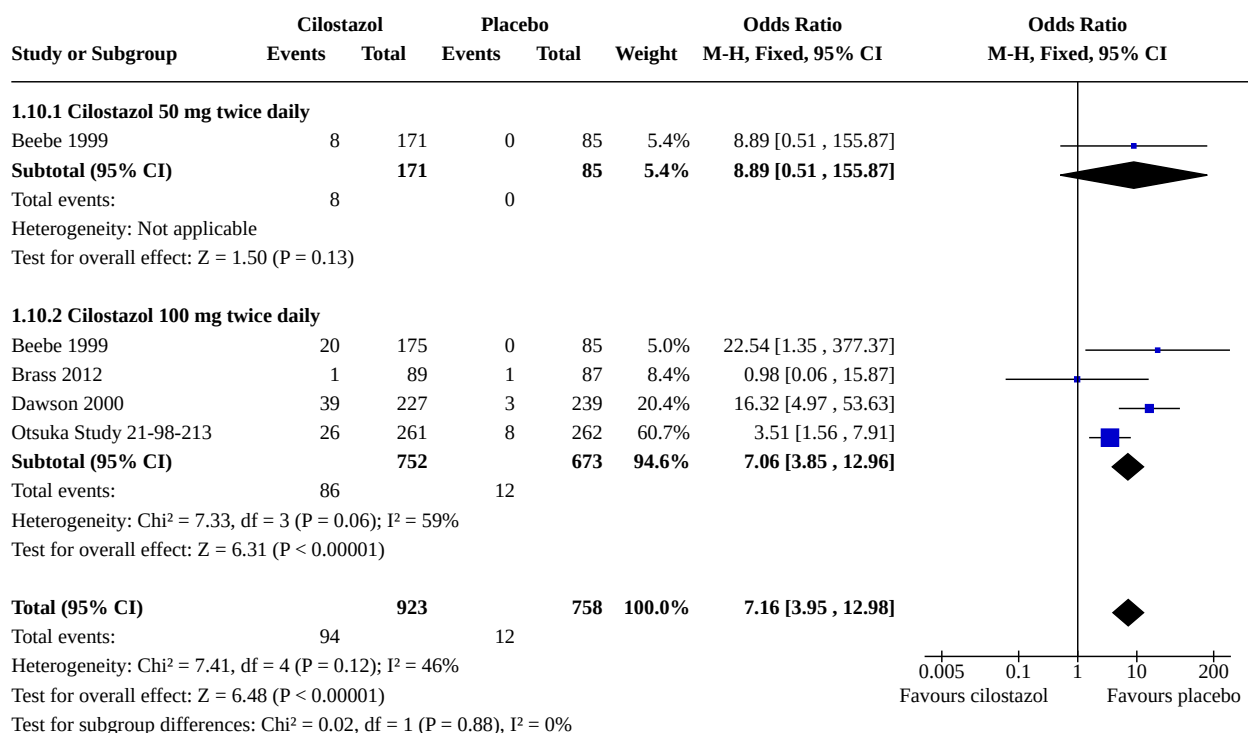 Cilostazol Placebo Odds Ratio Odds Ratio
Study or Subgroup Events Total Events Total Weight M-H, Fixed, 95% CI M-H, Fixed, 95% CI
1.10.1 Cilostazol 50 mg twice daily
Beebe 1999 8 171 0 85 5.4% 8.89 [0.51 , 155.87]
Subtotal (95% CI) 171 85 5.4% 8.89 [0.51 , 155.87]
Total events: 8 0
Heterogeneity: Not applicable
Test for overall effect: Z = 1.50 (P = 0.13)
1.10.2 Cilostazol 100 mg twice daily
Beebe 1999 20 175 0 85 5.0% 22.54 [1.35 , 377.37]
Brass 2012 1 89 1 87 8.4% 0.98 [0.06 , 15.87]
Dawson 2000 39 227 3 239 20.4% 16.32 [4.97 , 53.63]
Otsuka Study 21-98-213 26 261 8 262 60.7% 3.51 [1.56 , 7.91]
Subtotal (95% CI) 752 673 94.6% 7.06 [3.85 , 12.96]
Total events: 86 12
Heterogeneity: Chi² = 7.33, df = 3 (P = 0.06); I² = 59%
Test for overall effect: Z = 6.31 (P < 0.00001)
Total (95% CI) 923 758 100.0% 7.16 [3.95 , 12.98]
Total events: 94 12
Heterogeneity: Chi² = 7.41, df = 4 (P = 0.12); I² = 46%
Test for overall effect: Z = 6.48 (P < 0.00001)
Test for subgroup differences: Chi² = 0.02, df = 1 (P = 0.88), I² = 0%
0.005 0.1 1 10 200
Favours cilostazol Favours placebo